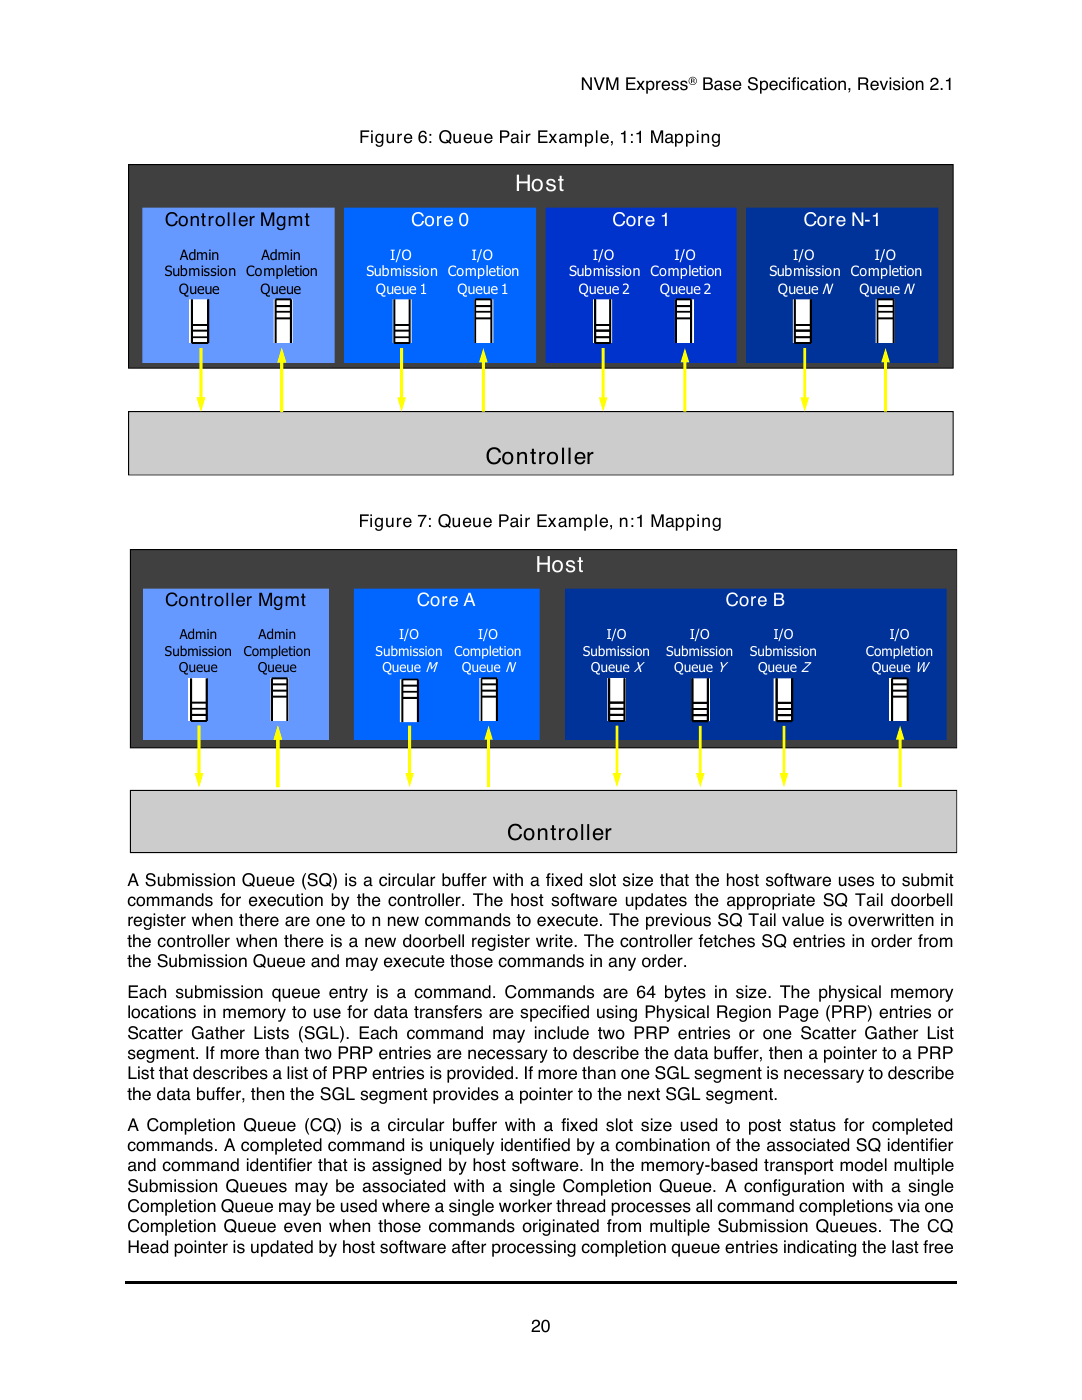 NVM Express® Base Specification, Revision 2.1
Figure 6: Queue Pair Example, 1:1 Mapping
Host
Controller Mgmt
Core 0
Core 1
Core N-1
Admin Submission Queue
Admin Completion Queue
I/O Submission Queue 1
I/O Completion Queue 1
I/O Submission Queue 2
I/O Completion Queue 2
I/O Submission Queue N
I/O Completion Queue N
Controller
Figure 7: Queue Pair Example, n:1 Mapping
Host
Controller Mgmt
Core A
Core B
Admin Submission Queue
Admin Completion Queue
I/O Submission Queue M
I/O Completion Queue N
I/O Submission Queue X
I/O Submission Queue Y
I/O Submission Queue Z
I/O Completion Queue W
Controller
A Submission Queue (SQ) is a circular buffer with a fixed slot size that the host software uses to submit
commands for execution by the controller. The host software updates the appropriate SQ Tail doorbell
register when there are one to n new commands to execute. The previous SQ Tail value is overwritten in
the controller when there is a new doorbell register write. The controller fetches SQ entries in order from
the Submission Queue and may execute those commands in any order.
Each submission queue entry is a command. Commands are 64 bytes in size. The physical memory
locations in memory to use for data transfers are specified using Physical Region Page (PRP) entries or
Scatter Gather Lists (SGL). Each command may include two PRP entries or one Scatter Gather List
segment. If more than two PRP entries are necessary to describe the data buffer, then a pointer to a PRP
List that describes a list of PRP entries is provided. If more than one SGL segment is necessary to describe
the data buffer, then the SGL segment provides a pointer to the next SGL segment.
A Completion Queue (CQ) is a circular buffer with a fixed slot size used to post status for completed
commands. A completed command is uniquely identified by a combination of the associated SQ identifier
and command identifier that is assigned by host software. In the memory-based transport model multiple
Submission Queues may be associated with a single Completion Queue. A configuration with a single
Completion Queue may be used where a single worker thread processes all command completions via one
Completion Queue even when those commands originated from multiple Submission Queues. The CQ
Head pointer is updated by host software after processing completion queue entries indicating the last free
20